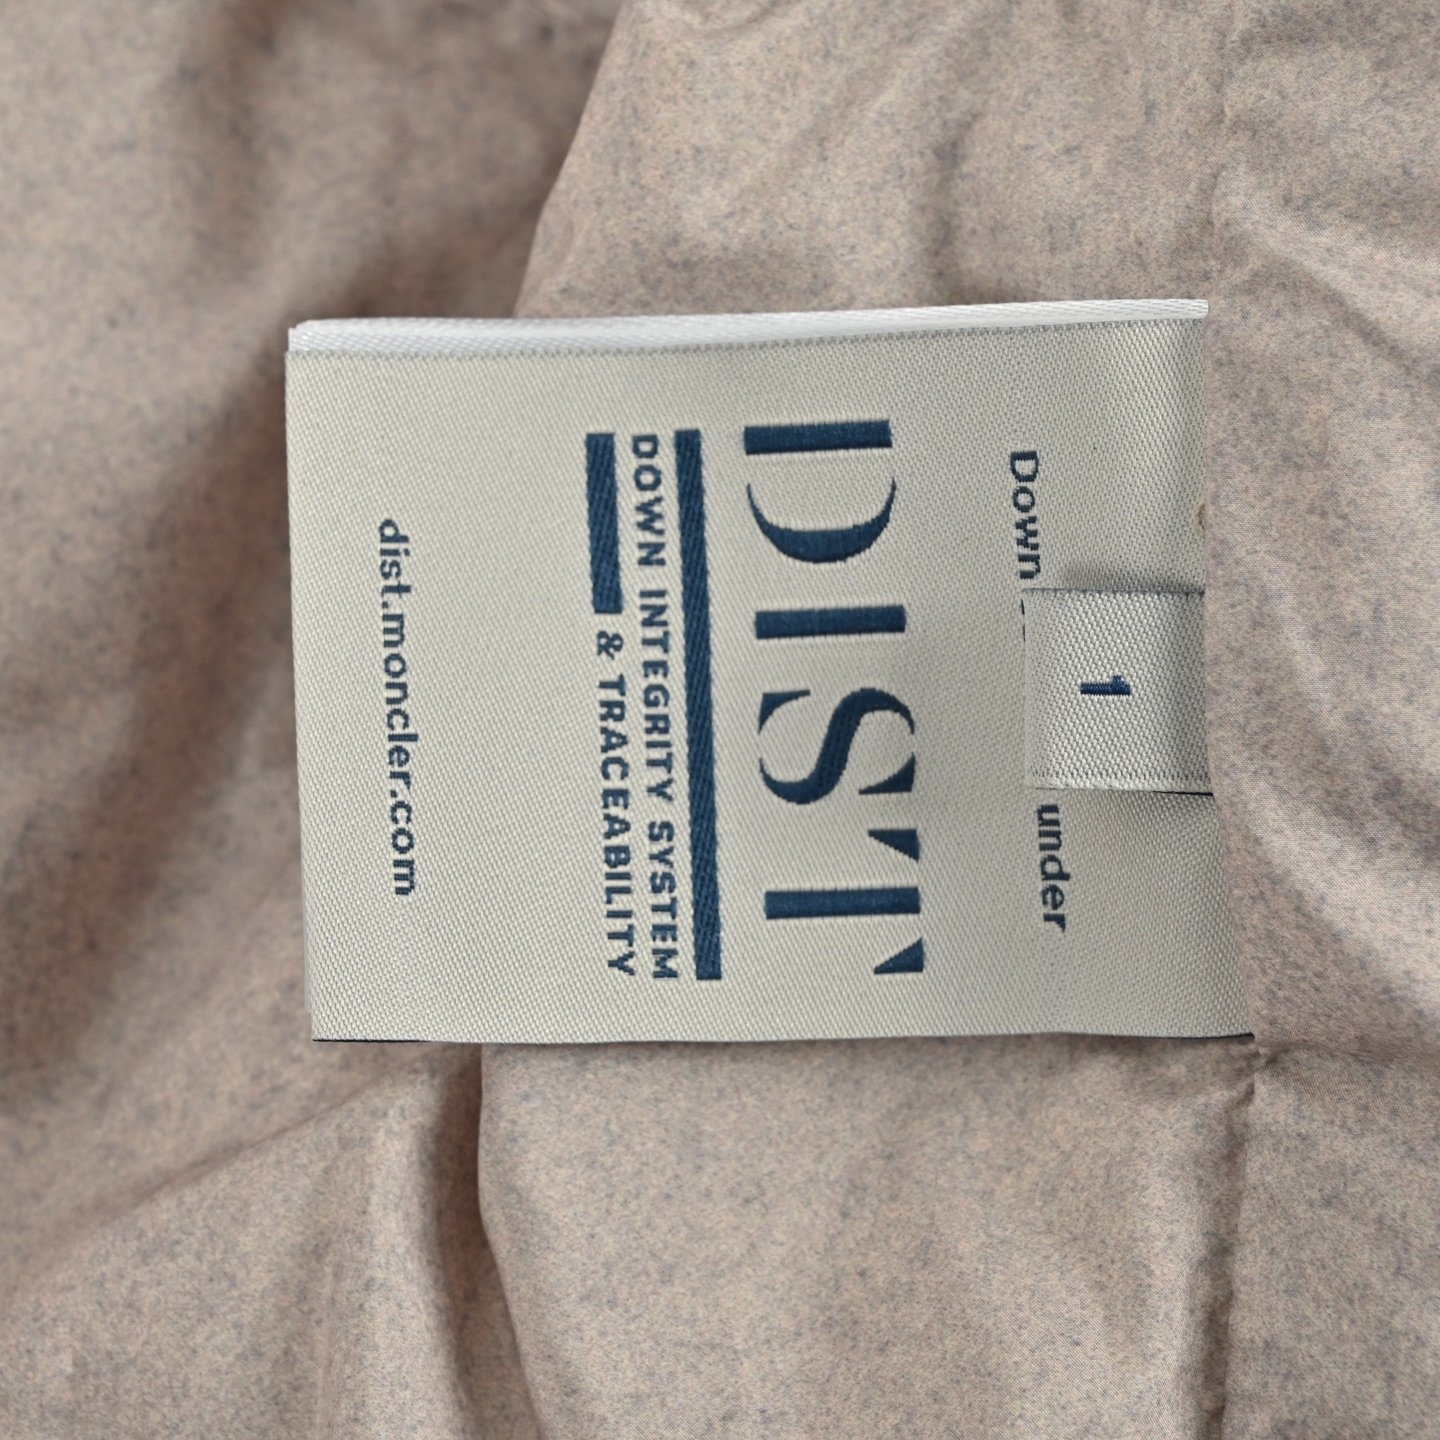 Down
under
1
DIST
DOWN INTEGRITY SYSTEM
& TRACEABILITY
dist.moncler.com